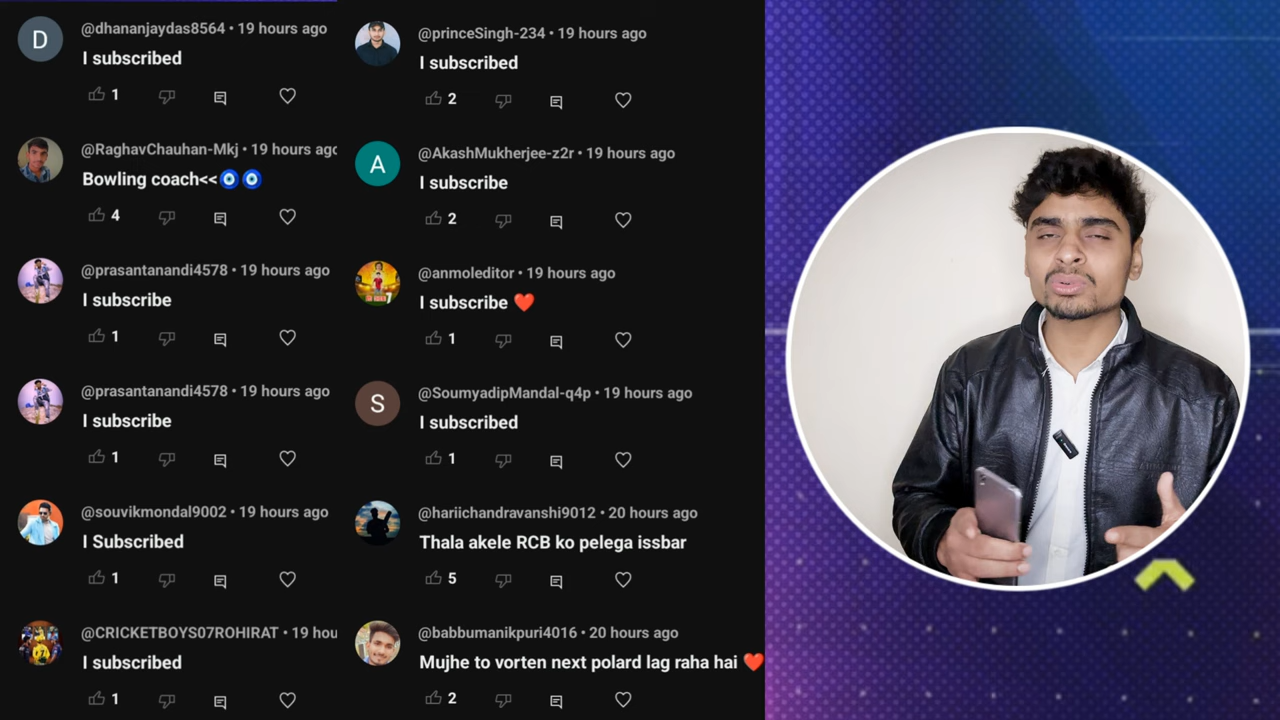 @dhananjaydas8564 • 19 hours ago
I subscribed
1
@RaghavChauhan-Mkj • 19 hours ago
Bowling coach<<🧿🧿
4
@prasantanandi4578 • 19 hours ago
I subscribe
1
@prasantanandi4578 • 19 hours ago
I subscribe
1
@souvikmondal9002 • 19 hours ago
I Subscribed
1
@CRICKETBOYS07ROHIRAT • 19 hou
I subscribed
1
@princeSingh-234 • 19 hours ago
I subscribed
2
@AkashMukherjee-z2r • 19 hours ago
I subscribe
2
@anmoleditor • 19 hours ago
I subscribe ❤️
1
@SoumyadipMandal-q4p • 19 hours ago
I subscribed
1
@hariichandravanshi9012 • 20 hours ago
Thala akele RCB ko pelega issbar
5
@babbumanikpuri4016 • 20 hours ago
Mujhe to vorten next polard lag raha hai ❤️
2
D
A
S